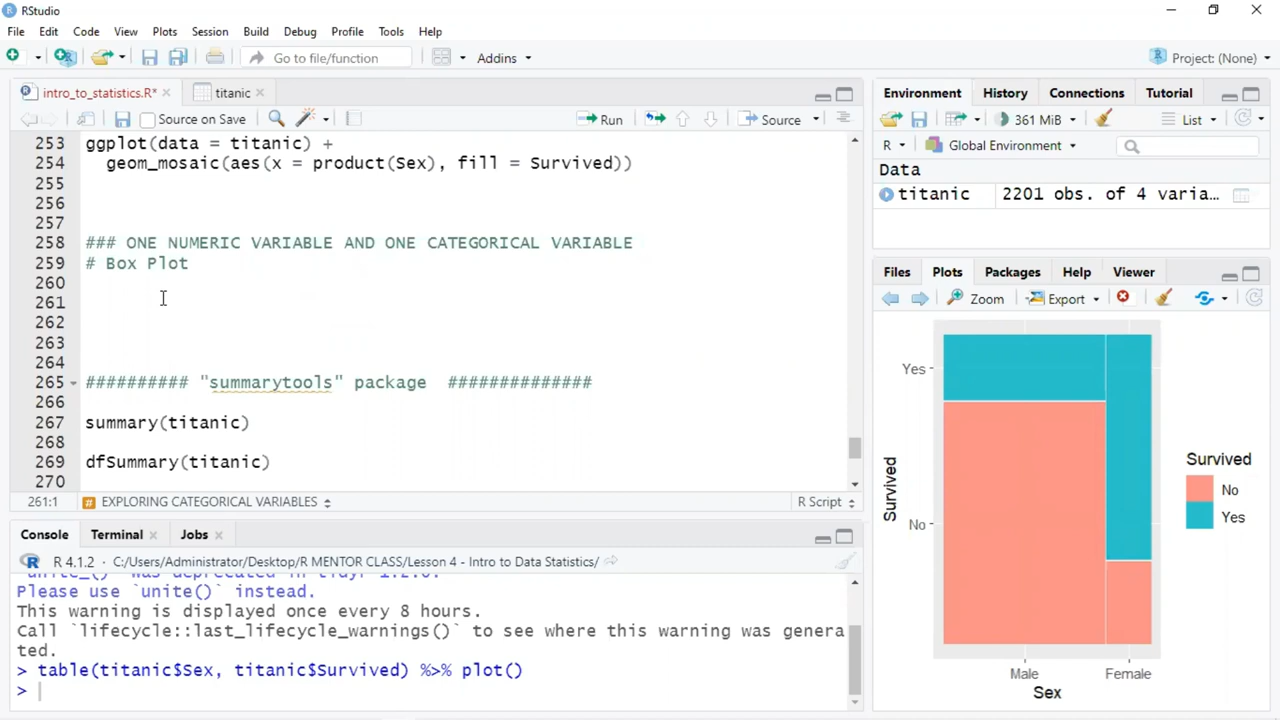 RStudio
File Edit Code View Plots Session Build Debug Profile Tools Help
Go to file/function Addins Project: (None)
intro_to_statistics.R* titanic
Source on Save Run Source
253 ggplot(data = titanic) +
254 geom_mosaic(aes(x = product(Sex), fill = Survived))
255
256
257
258 ### ONE NUMERIC VARIABLE AND ONE CATEGORICAL VARIABLE
259 # Box Plot
260
261
262
263
264
265 ########## "summarytools" package ##############
266
267 summary(titanic)
268
269 dfSummary(titanic)
270
261:1 EXPLORING CATEGORICAL VARIABLES R Script
Console Terminal Jobs
R 4.1.2 · C:/Users/Administrator/Desktop/R MENTOR CLASS/Lesson 4 - Intro to Data Statistics/
Please use `unite()` instead.
This warning is displayed once every 8 hours.
Call `lifecycle::last_lifecycle_warnings()` to see where this warning was genera
ted.
> table(titanic$Sex, titanic$Survived) %>% plot()
>
Environment History Connections Tutorial
361 MiB List
R Global Environment
Data
titanic 2201 obs. of 4 varia…
Files Plots Packages Help Viewer
Zoom Export
Yes
No
Survived
Male Female
Sex
Survived
No
Yes